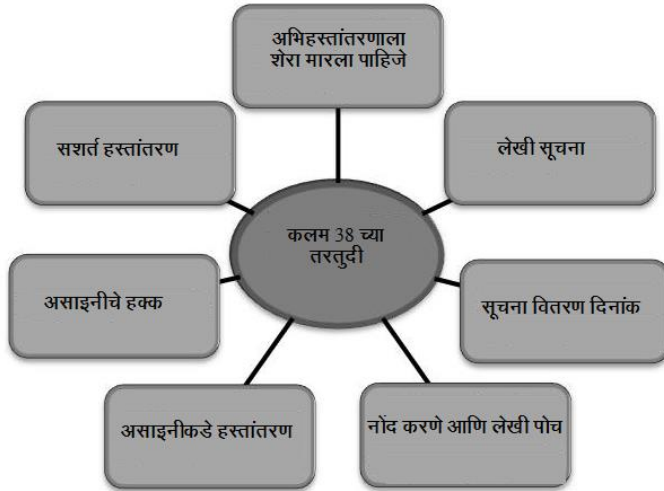 अभिहस्तांतरणाला
शेरा मारला पाहिजे
सशर्त हस्तांतरण
लेखी सूचना
कलम 38 च्या
तरतुदी
असाइनीचे हक्क
सूचना वितरण दिनांक
असाइनीकडे हस्तांतरण
नोंद करणे आणि लेखी पोच